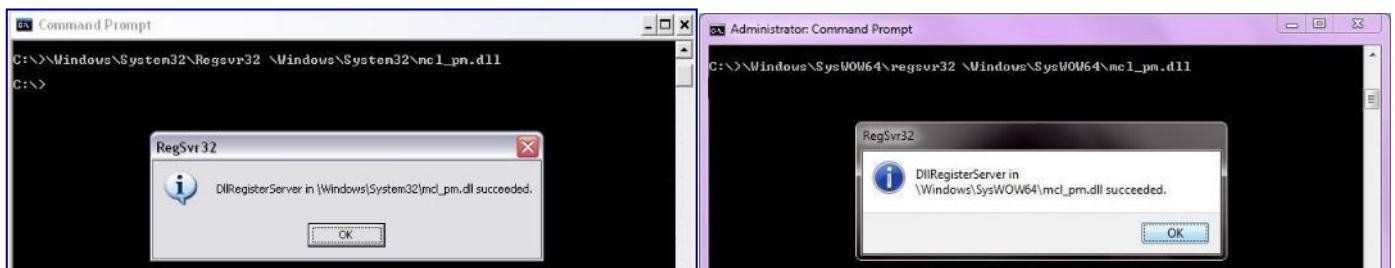 Command Prompt
C:\>\Windows\System32\Regsvr32 \Windows\System32\mcl_pm.dll
C:\>
RegSvr32
DllRegisterServer in \Windows\System32\mcl_pm.dll succeeded.
OK
Administrator: Command Prompt
C:\>\Windows\SysWOW64\regsvr32 \Windows\SysWOW64\mcl_pm.dll
RegSvr32
DllRegisterServer in
\Windows\SysWOW64\mcl_pm.dll succeeded.
OK